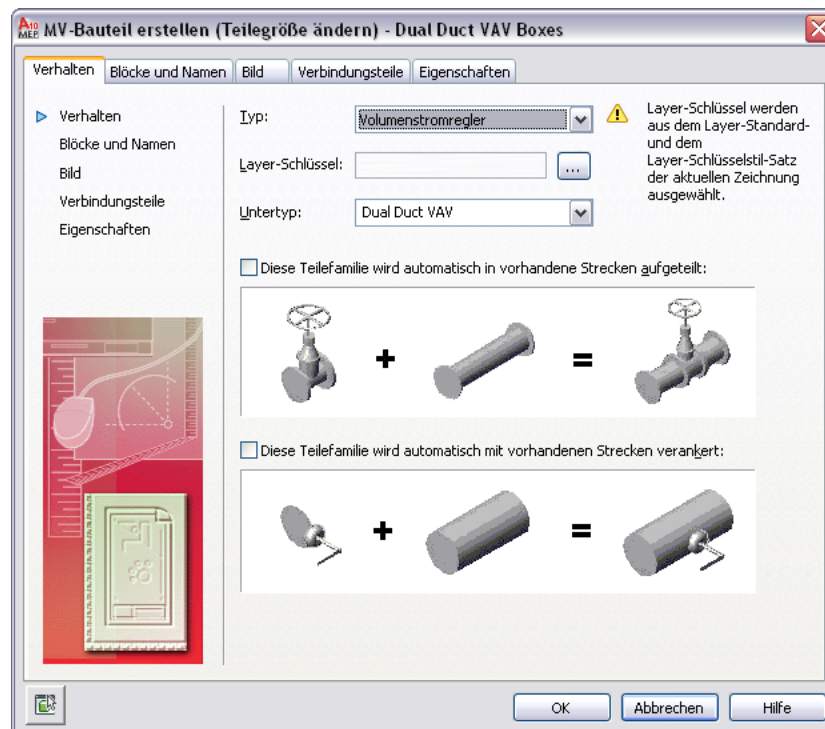 A10
MEP
MV-Bauteil erstellen (Teilegröße ändern) - Dual Duct VAV Boxes
Verhalten
Blöcke und Namen
Bild
Verbindungsteile
Eigenschaften
Verhalten
Blöcke und Namen
Bild
Verbindungsteile
Eigenschaften
Typ:
Volumenstromregler
Layer-Schlüssel werden
aus dem Layer-Standard-
und dem
Layer-Schlüsselstil-Satz
der aktuellen Zeichnung
ausgewählt.
Layer-Schlüssel:
...
Untertyp:
Dual Duct VAV
Diese Teilefamilie wird automatisch in vorhandene Strecken aufgeteilt:
+
=
Diese Teilefamilie wird automatisch mit vorhandenen Strecken verankert:
+
=
OK
Abbrechen
Hilfe